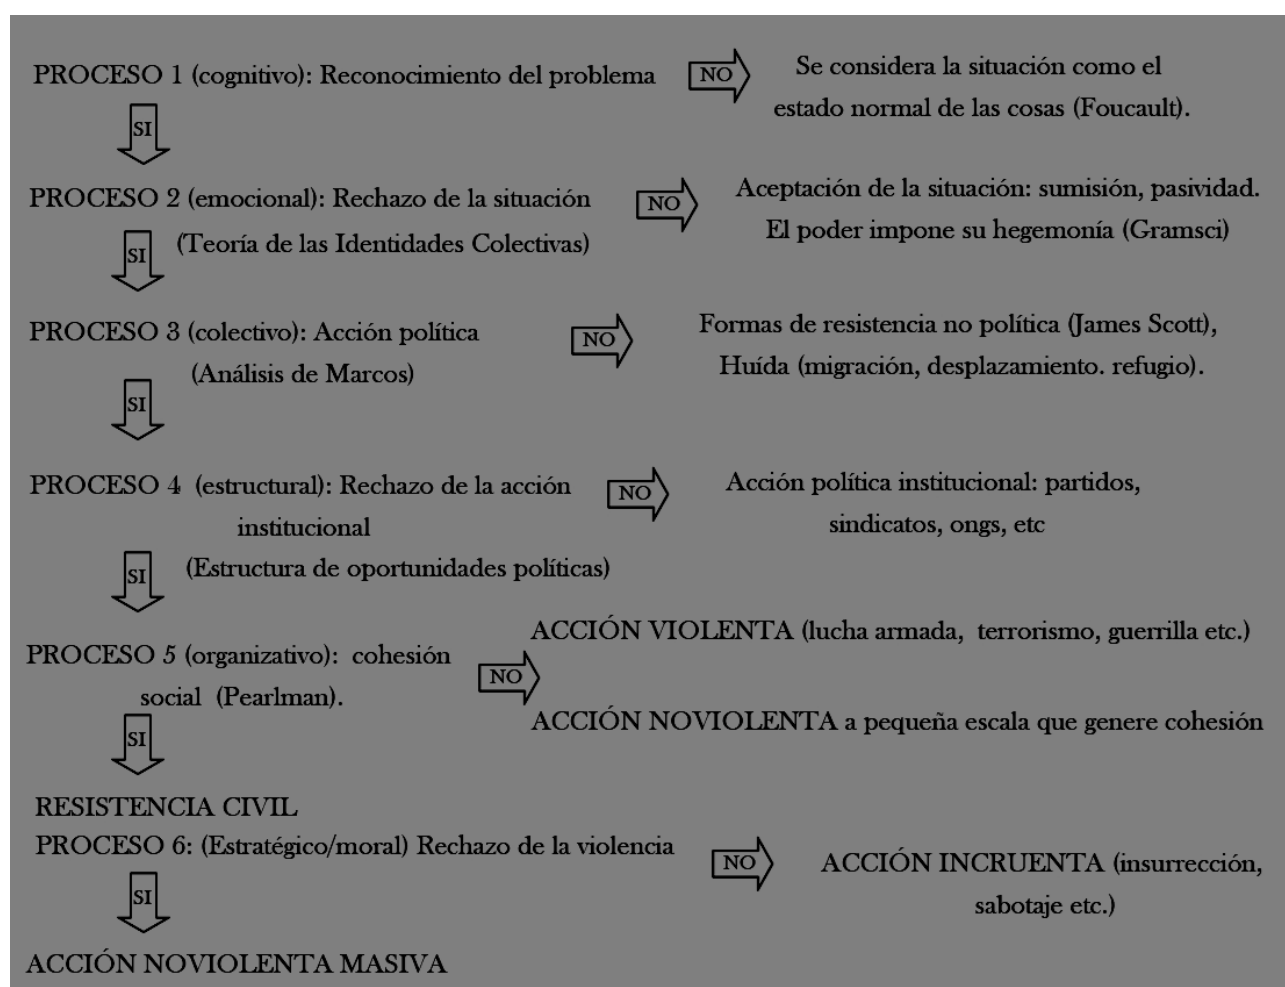 PROCESO 1 (cognitivo): Reconocimiento del problema
NO
Se considera la situación como el
estado normal de las cosas (Foucault).
SI
PROCESO 2 (emocional): Rechazo de la situación
(Teoría de las Identidades Colectivas)
NO
Aceptación de la situación: sumisión, pasividad.
El poder impone su hegemonía (Gramsci)
SI
PROCESO 3 (colectivo): Acción política
(Análisis de Marcos)
NO
Formas de resistencia no política (James Scott),
Huída (migración, desplazamiento. refugio).
SI
PROCESO 4 (estructural): Rechazo de la acción
institucional
(Estructura de oportunidades políticas)
NO
Acción política institucional: partidos,
sindicatos, ongs, etc
SI
PROCESO 5 (organizativo): cohesión
social (Pearlman).
NO
ACCIÓN VIOLENTA (lucha armada, terrorismo, guerrilla etc.)
ACCIÓN NOVIOLENTA a pequeña escala que genere cohesión
SI
RESISTENCIA CIVIL
PROCESO 6: (Estratégico/moral) Rechazo de la violencia
NO
ACCIÓN INCRUENTA (insurrección,
sabotaje etc.)
SI
ACCIÓN NOVIOLENTA MASIVA